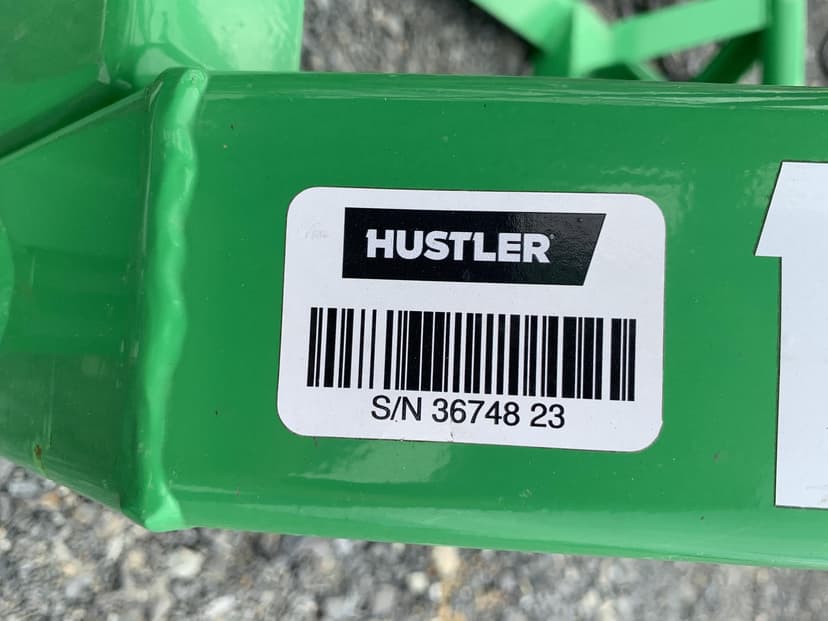 HUSTLER
S/N 36748 23